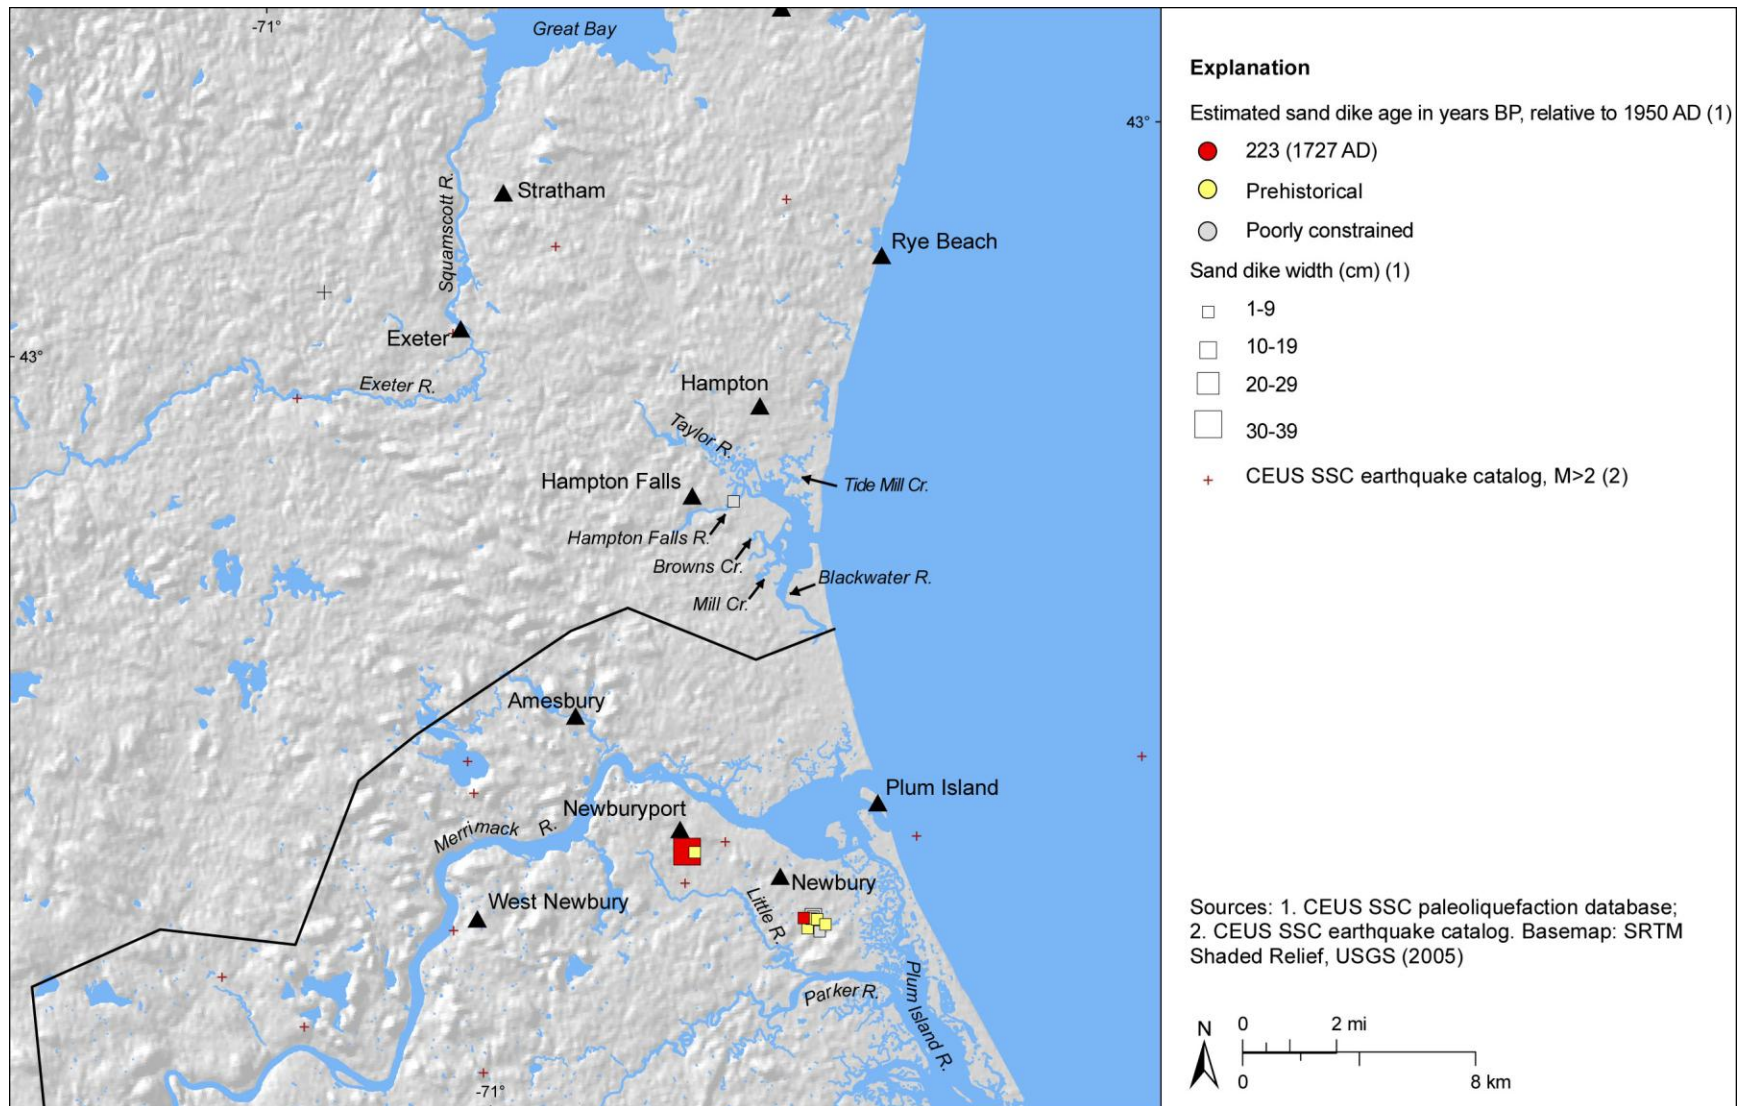 -71°
Great Bay
43°
Squamscott R.
Stratham
Rye Beach
Exeter
43°
Exeter R.
Hampton
Taylor R.
Hampton Falls
Tide Mill Cr.
Hampton Falls R.
Browns Cr.
Blackwater R.
Mill Cr.
Amesbury
Plum Island
Newburyport
Merrimack R.
Newbury
West Newbury
Little R.
Parker R.
Plum Island R.
-71°
Explanation
Estimated sand dike age in years BP, relative to 1950 AD (1)
223 (1727 AD)
Prehistorical
Poorly constrained
Sand dike width (cm) (1)
1-9
10-19
20-29
30-39
CEUS SSC earthquake catalog, M>2 (2)
Sources: 1. CEUS SSC paleoliquefaction database;
2. CEUS SSC earthquake catalog. Basemap: SRTM
Shaded Relief, USGS (2005)
N
0 2 mi
0 8 km